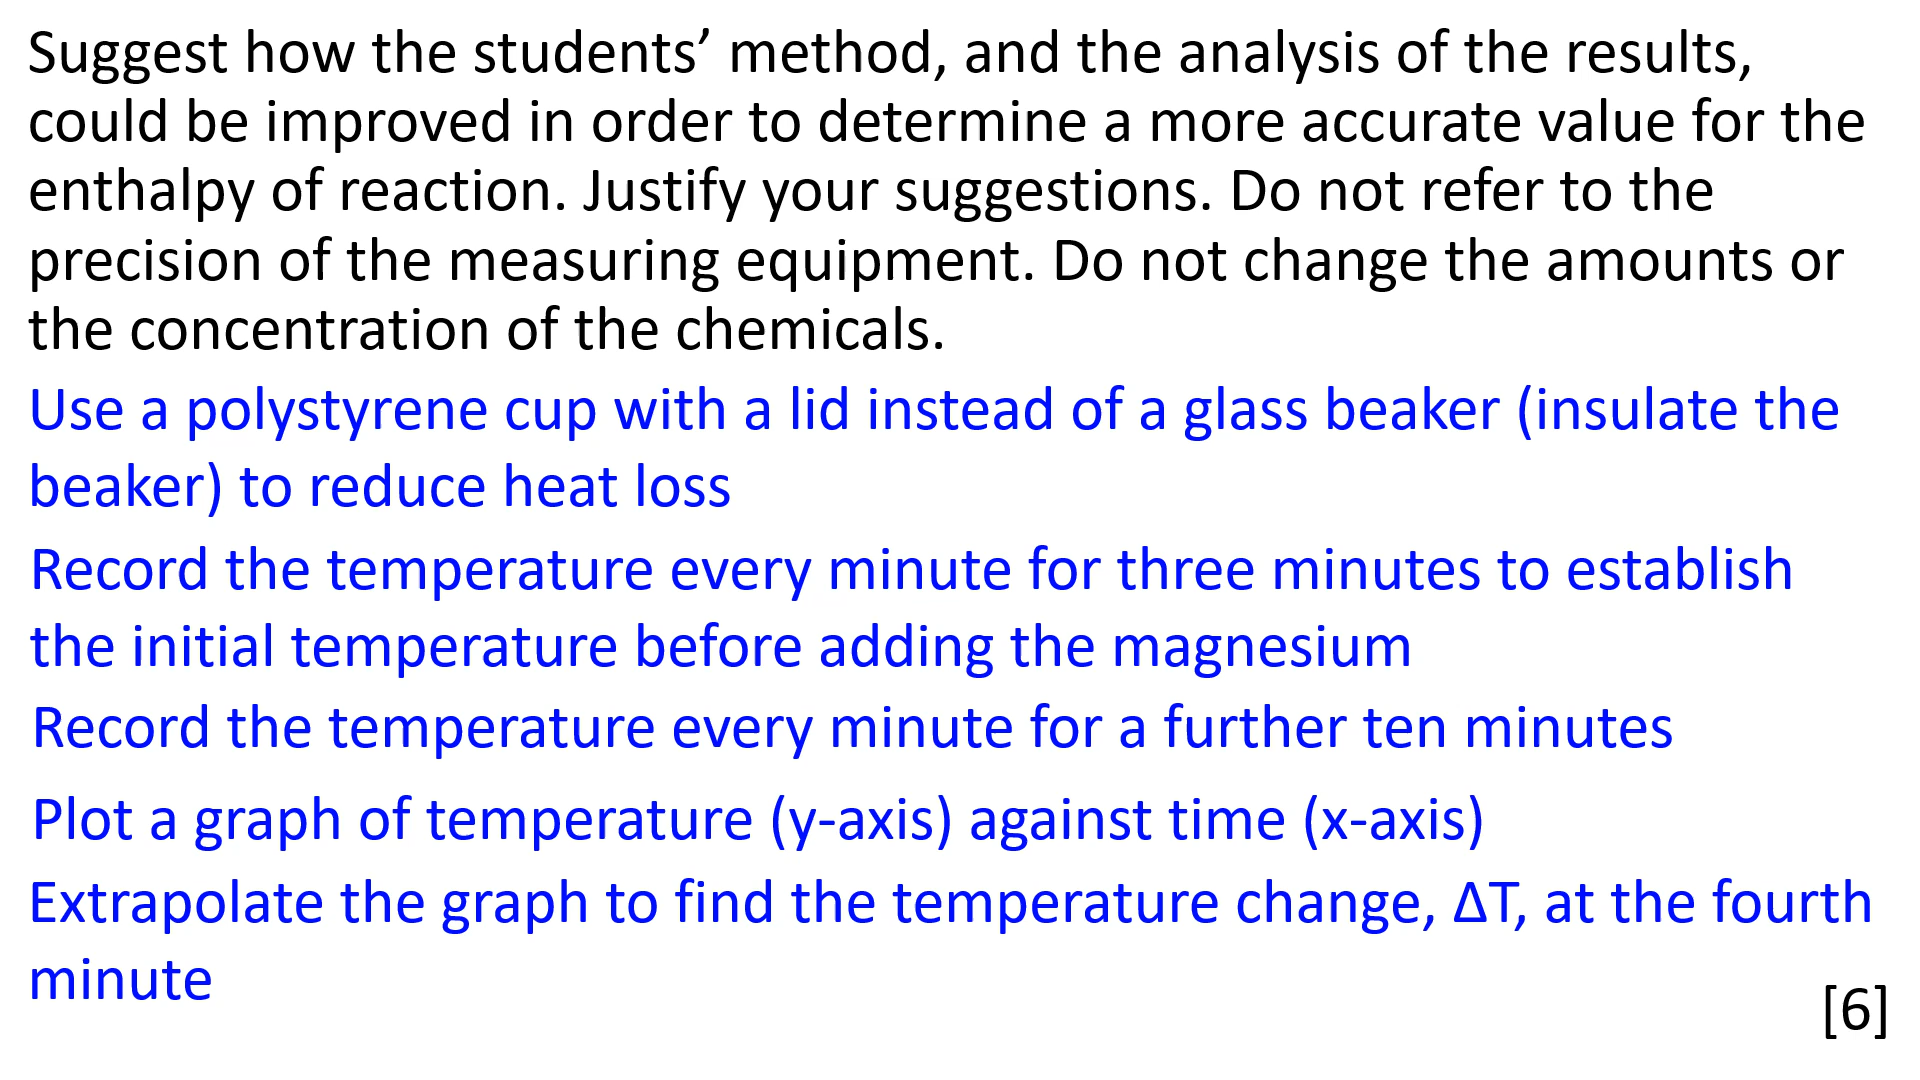 Suggest how the students’ method, and the analysis of the results,
could be improved in order to determine a more accurate value for the
enthalpy of reaction. Justify your suggestions. Do not refer to the
precision of the measuring equipment. Do not change the amounts or
the concentration of the chemicals.
Use a polystyrene cup with a lid instead of a glass beaker (insulate the
beaker) to reduce heat loss
Record the temperature every minute for three minutes to establish
the initial temperature before adding the magnesium
Record the temperature every minute for a further ten minutes
Plot a graph of temperature (y-axis) against time (x-axis)
Extrapolate the graph to find the temperature change, ΔT, at the fourth
minute
[6]